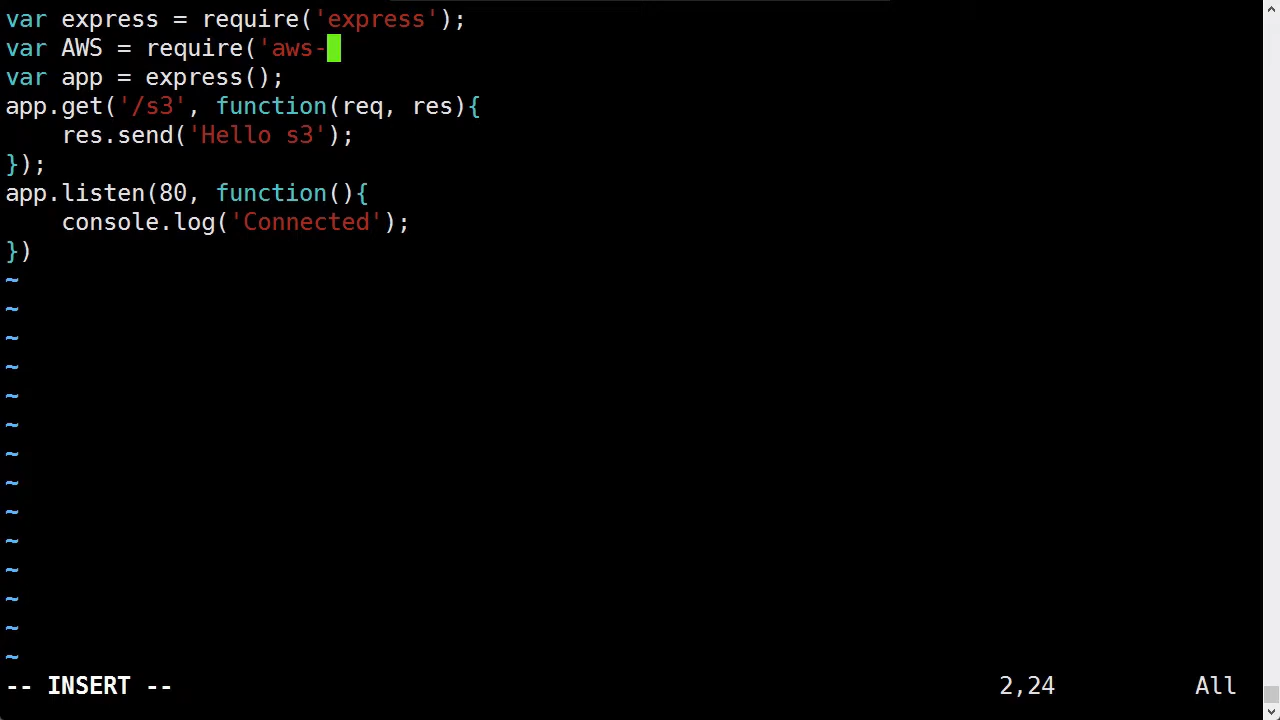 var express = require('express');
var AWS = require('aws-
var app = express();
app.get('/s3', function(req, res){
    res.send('Hello s3');
});
app.listen(80, function(){
    console.log('Connected');
})
~
~
~
~
~
~
~
~
~
~
~
~
~
~
-- INSERT -- 2,24 All